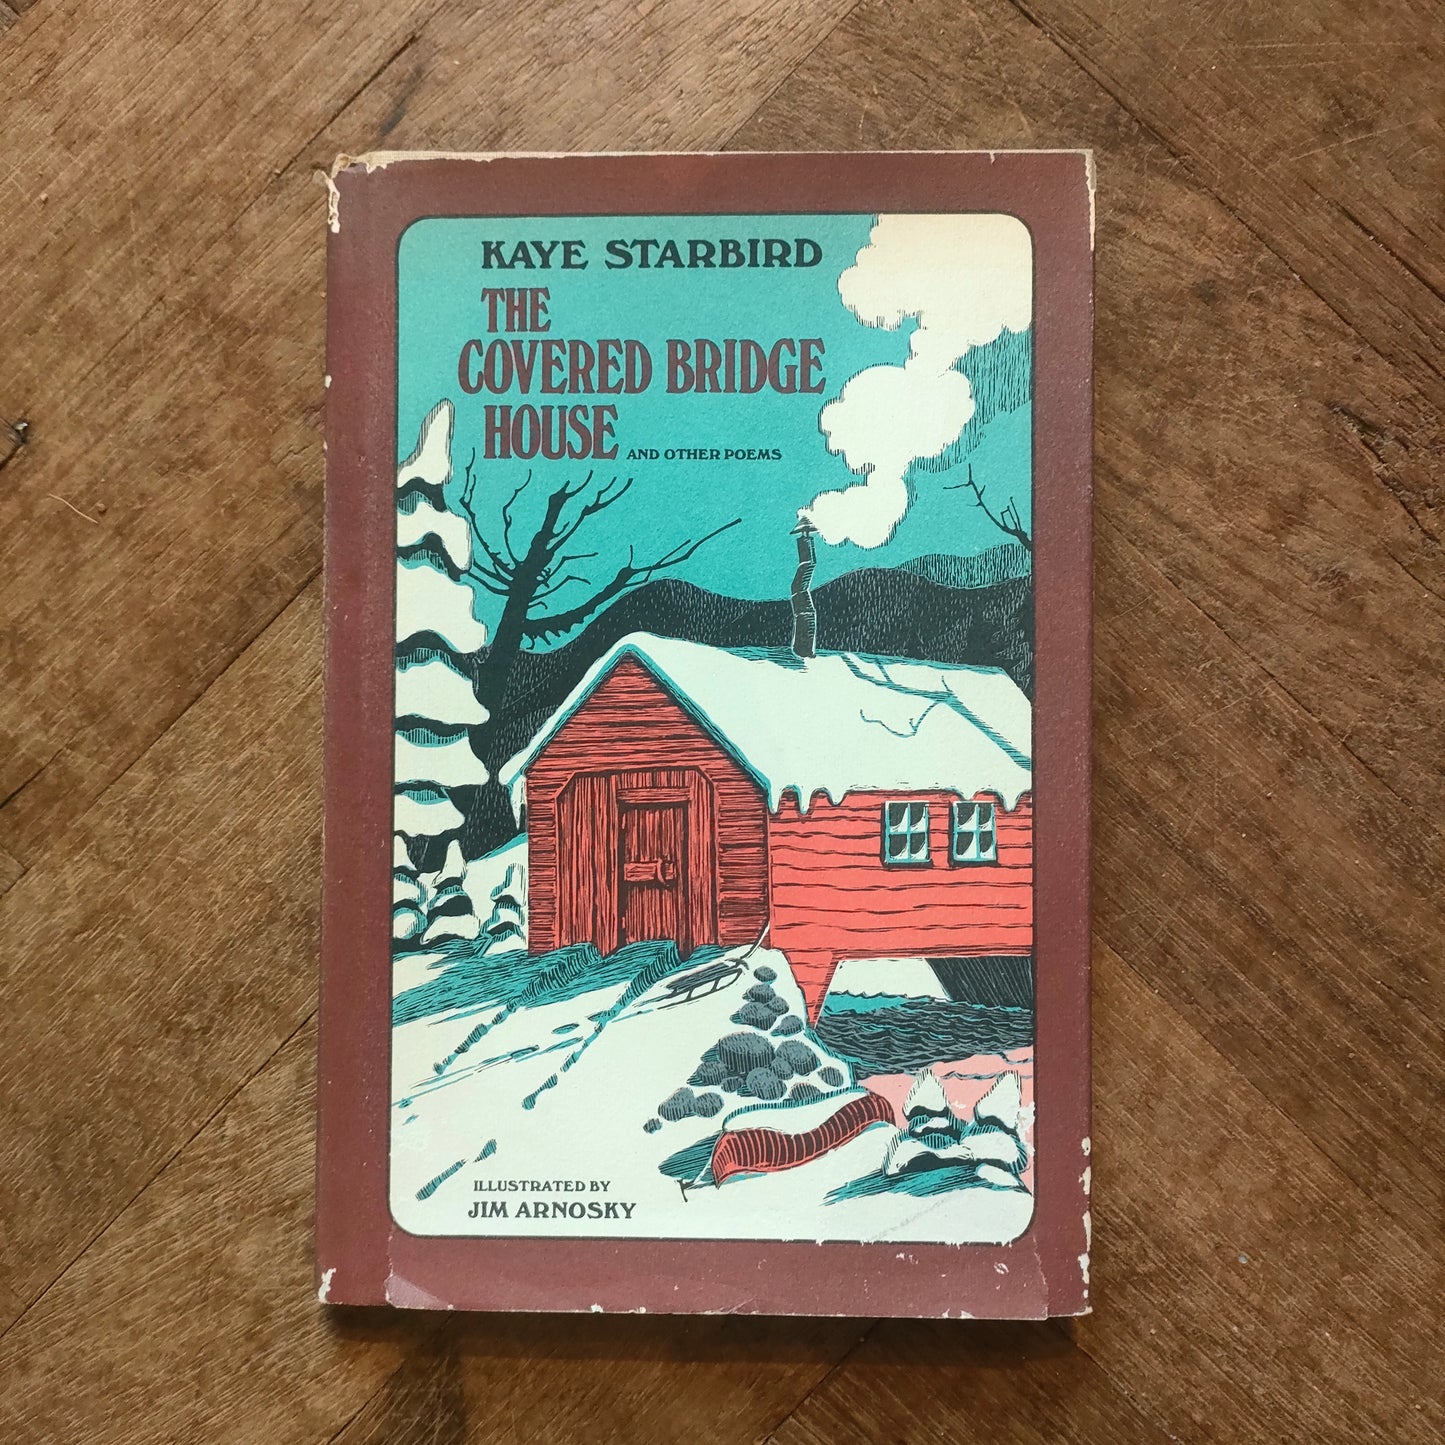 KAYE STARBIRD
THE
COVERED BRIDGE
HOUSE AND OTHER POEMS
ILLUSTRATED BY
JIM ARNOSKY